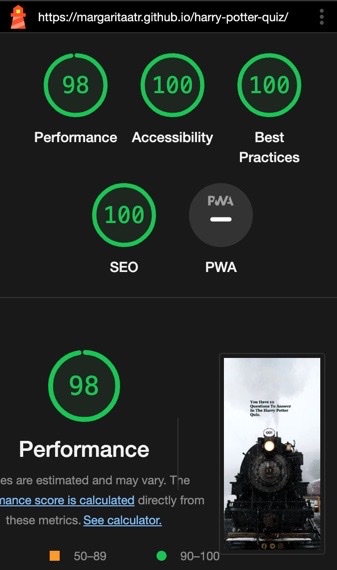 https://margaritaatr.github.io/harry-potter-quiz/
98
100
100
Performance
Accessibility
Best
Practices
100
PWA
SEO
PWA
98
Performance
es are estimated and may vary. The
mance score is calculated directly from
these metrics. See calculator.
50–89
90–100
You Have 10
Questions To Answer
In The Harry Potter
Quiz.